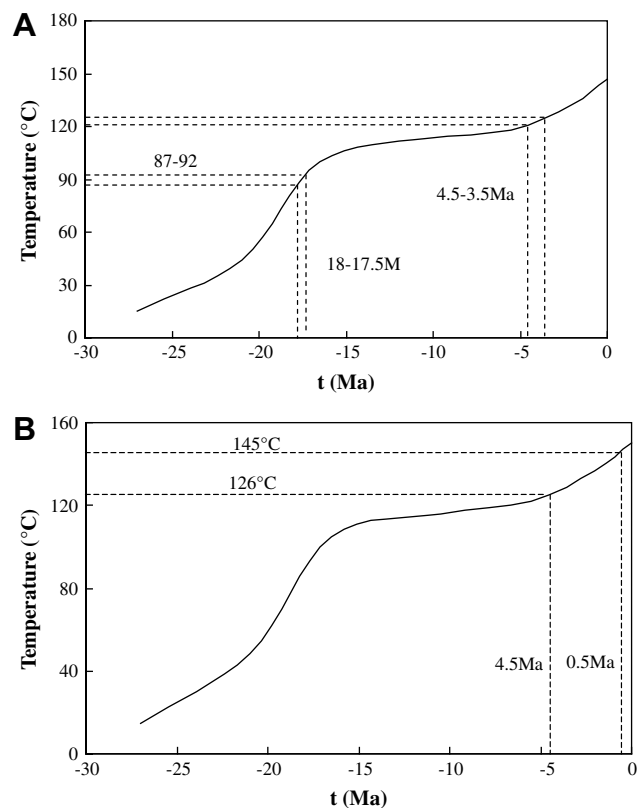 A
180
150
120
90
60
30
0
Temperature (°C)
87-92
4.5-3.5Ma
18-17.5M
-30
-25
-20
-15
-10
-5
0
t (Ma)
B
160
120
80
40
0
Temperature (°C)
145°C
126°C
4.5Ma
0.5Ma
-30
-25
-20
-15
-10
-5
0
t (Ma)